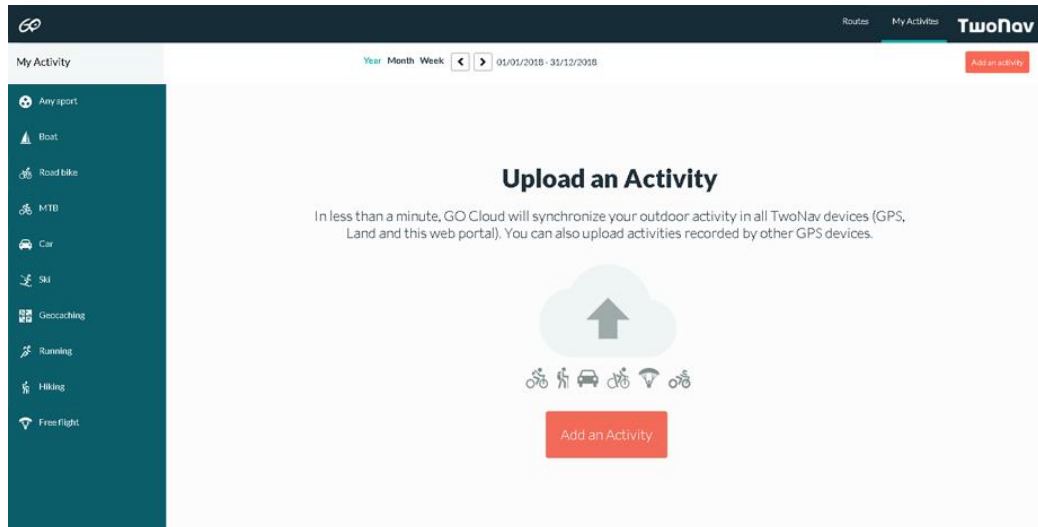 GO
Routes
My Activites
TwoNav
My Activity
Year Month Week 01/01/2018 - 31/12/2018
Add an activity
Any sport
Boat
Road bike
MTB
Car
Ski
Geocaching
Running
Hiking
Free flight
Upload an Activity
In less than a minute, GO Cloud will synchronize your outdoor activity in all TwoNav devices (GPS,
Land and this web portal). You can also upload activities recorded by other GPS devices.
Add an Activity